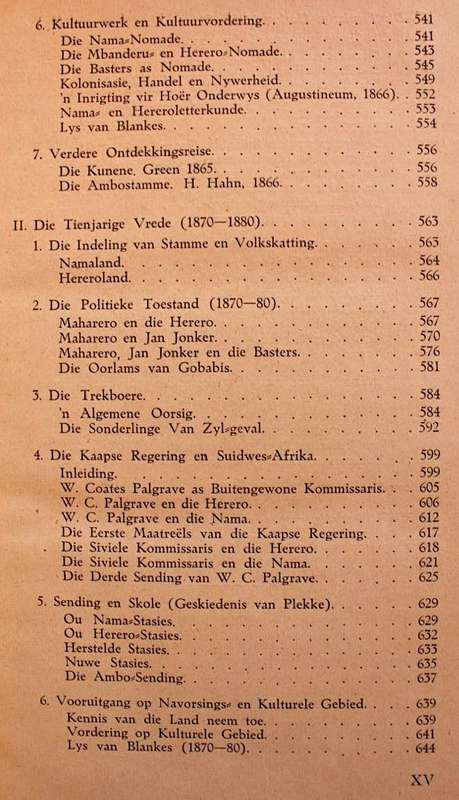 6. Kultuurwerk en Kultuurvordering. . . . . . . . . . . 541
Die Nama-Nomade. . . . . . . . . . . . . . 541
Die Mbanderu- en Herero-Nomade. . . . . . . . . 543
Die Basters as Nomade. . . . . . . . . . . . 545
Kolonisasie, Handel en Nywerheid. . . . . . . . . 549
'n Inrigting vir Hoër Onderwys (Augustineum, 1866). . . 552
Nama- en Hereroletterkunde. . . . . . . . . . . 553
Lys van Blankes. . . . . . . . . . . . . . . 554
7. Verdere Ontdekkingsreise. . . . . . . . . . . . . 556
Die Kunene. Green 1865. . . . . . . . . . . . 556
Die Ambostamme. H. Hahn, 1866. . . . . . . . . 558
II. Die Tienjarige Vrede (1870—1880). . . . . . . . . . 563
1. Die Indeling van Stamme en Volkskatting. . . . . . . . 563
Namaland. . . . . . . . . . . . . . . . . 564
Hereroland. . . . . . . . . . . . . . . . . 566
2. Die Politieke Toestand (1870—80). . . . . . . . . . 567
Maharero en die Herero. . . . . . . . . . . . 567
Maharero en Jan Jonker. . . . . . . . . . . . 570
Maharero, Jan Jonker en die Basters. . . . . . . . 576
Die Oorlams van Gobabis. . . . . . . . . . . . 581
3. Die Trekboere. . . . . . . . . . . . . . . . 584
'n Algemene Oorsig. . . . . . . . . . . . . . 584
Die Sonderlinge Van Zyl-geval. . . . . . . . . . 592
4. Die Kaapse Regering en Suidwes-Afrika. . . . . . . . 599
Inleiding. . . . . . . . . . . . . . . . . 599
W. Coates Palgrave as Buitengewone Kommissaris. . . . 605
W. C. Palgrave en die Herero. . . . . . . . . . 606
W. C. Palgrave en die Nama. . . . . . . . . . . 612
Die Eerste Maatreëls van die Kaapse Regering. . . . . 617
Die Siviele Kommissaris en die Herero. . . . . . . 618
Die Siviele Kommissaris en die Nama. . . . . . . . 621
Die Derde Sending van W. C. Palgrave. . . . . . . . 625
5. Sending en Skole (Geskiedenis van Plekke). . . . . . . 629
Ou Nama-Stasies. . . . . . . . . . . . . . . 629
Ou Herero-Stasies. . . . . . . . . . . . . . 632
Herstelde Stasies. . . . . . . . . . . . . . 633
Nuwe Stasies. . . . . . . . . . . . . . . . 635
Die Ambo-Sending. . . . . . . . . . . . . . 637
6. Vooruitgang op Navorsings- en Kulturele Gebied. . . . . 639
Kennis van die Land neem toe. . . . . . . . . . 639
Vordering op Kulturele Gebied. . . . . . . . . . 641
Lys van Blankes (1870—80). . . . . . . . . . . 644
XV